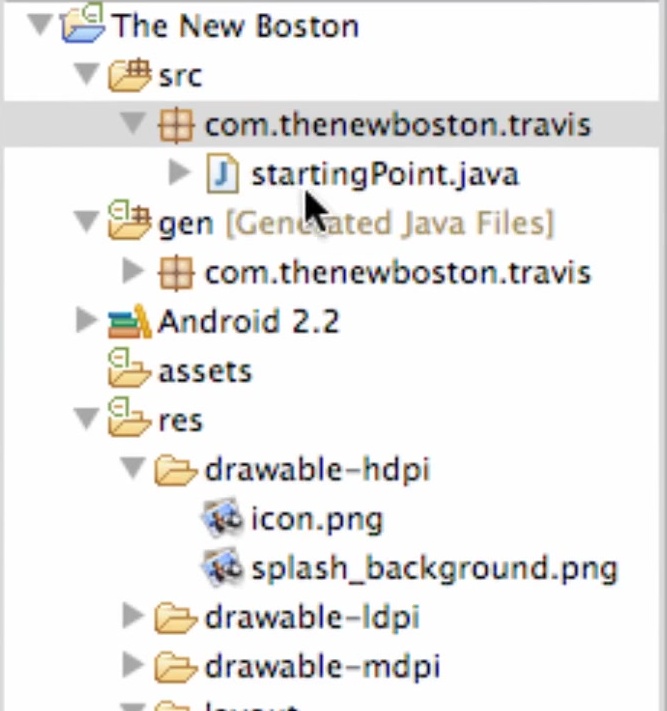 The New Boston
src
com.thenewboston.travis
startingPoint.java
gen [Generated Java Files]
com.thenewboston.travis
Android 2.2
assets
res
drawable-hdpi
icon.png
splash_background.png
drawable-ldpi
drawable-mdpi
layout